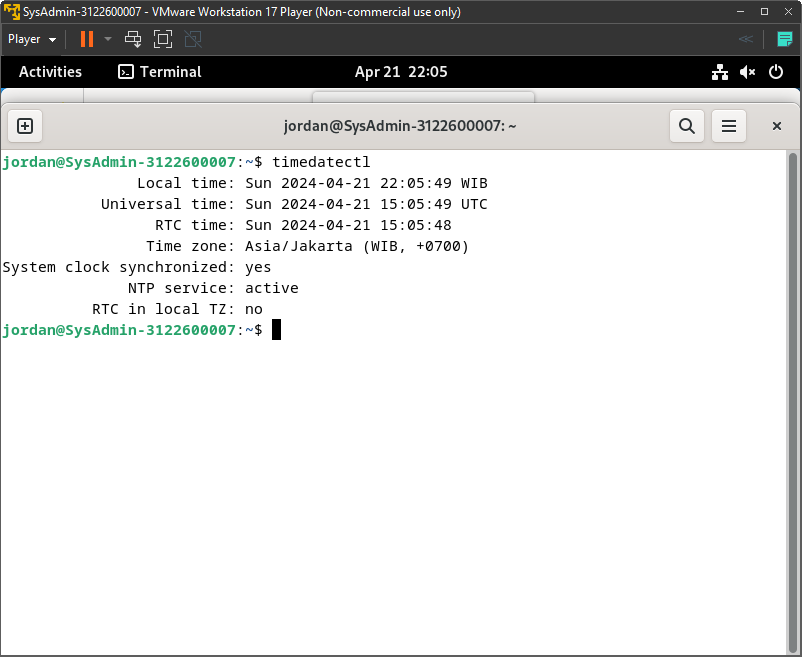 SysAdmin-3122600007 - VMware Workstation 17 Player (Non-commercial use only)
Player
Activities Terminal Apr 21 22:05
jordan@SysAdmin-3122600007: ~
jordan@SysAdmin-3122600007:~$ timedatectl
Local time: Sun 2024-04-21 22:05:49 WIB
Universal time: Sun 2024-04-21 15:05:49 UTC
RTC time: Sun 2024-04-21 15:05:48
Time zone: Asia/Jakarta (WIB, +0700)
System clock synchronized: yes
NTP service: active
RTC in local TZ: no
jordan@SysAdmin-3122600007:~$